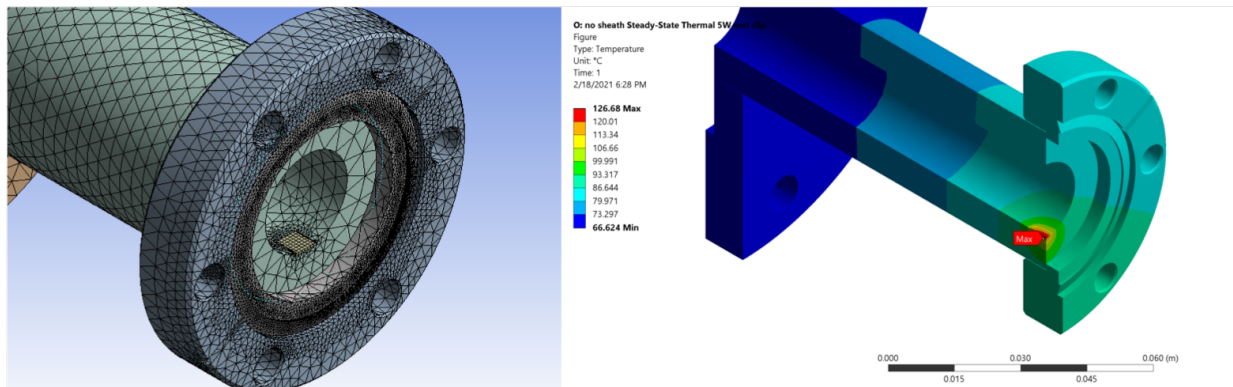 O: no sheath Steady-State Thermal 5W
Figure
Type: Temperature
Unit: °C
Time: 1
2/18/2021 6:28 PM
126.68 Max
120.01
113.34
106.66
99.991
93.317
86.644
79.971
73.297
66.624 Min
Max
0.000
0.030
0.060 (m)
0.015
0.045